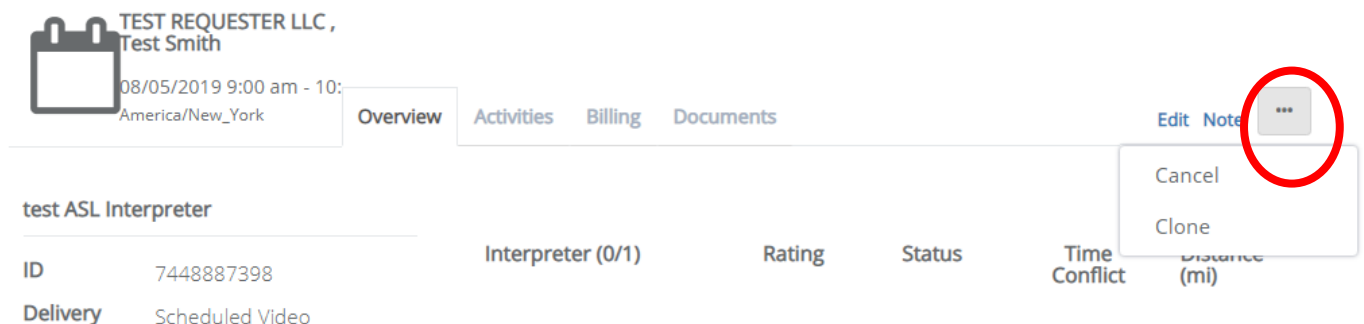 TEST REQUESTER LLC ,
Test Smith
08/05/2019 9:00 am - 10:
America/New_York
Overview Activities Billing Documents
Edit Note ...
Cancel
Clone
test ASL Interpreter
Interpreter (0/1) Rating Status Time Conflict Distance (mi)
ID 7448887398
Delivery Scheduled Video